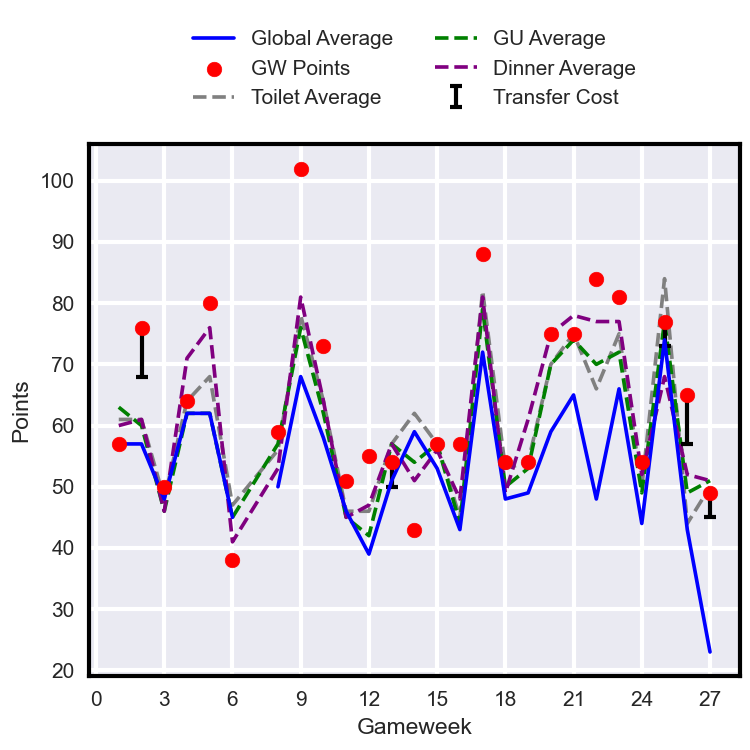 Global Average
GW Points
Toilet Average
GU Average
Dinner Average
Transfer Cost
100
90
80
70
60
50
40
30
20
Points
0 3 6 9 12 15 18 21 24 27
Gameweek